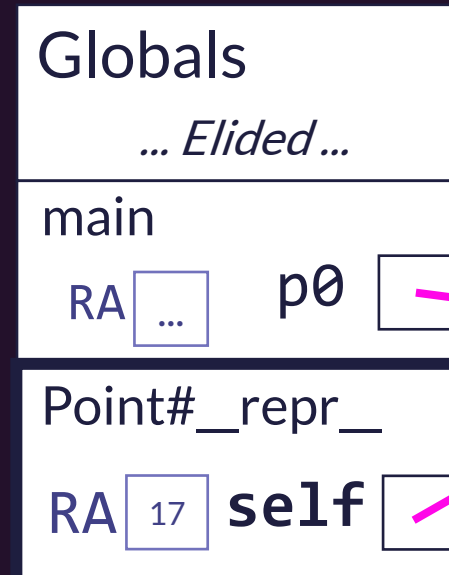 Globals
... Elided ...
main
RA ... p0
Point#__repr__
RA 17 self